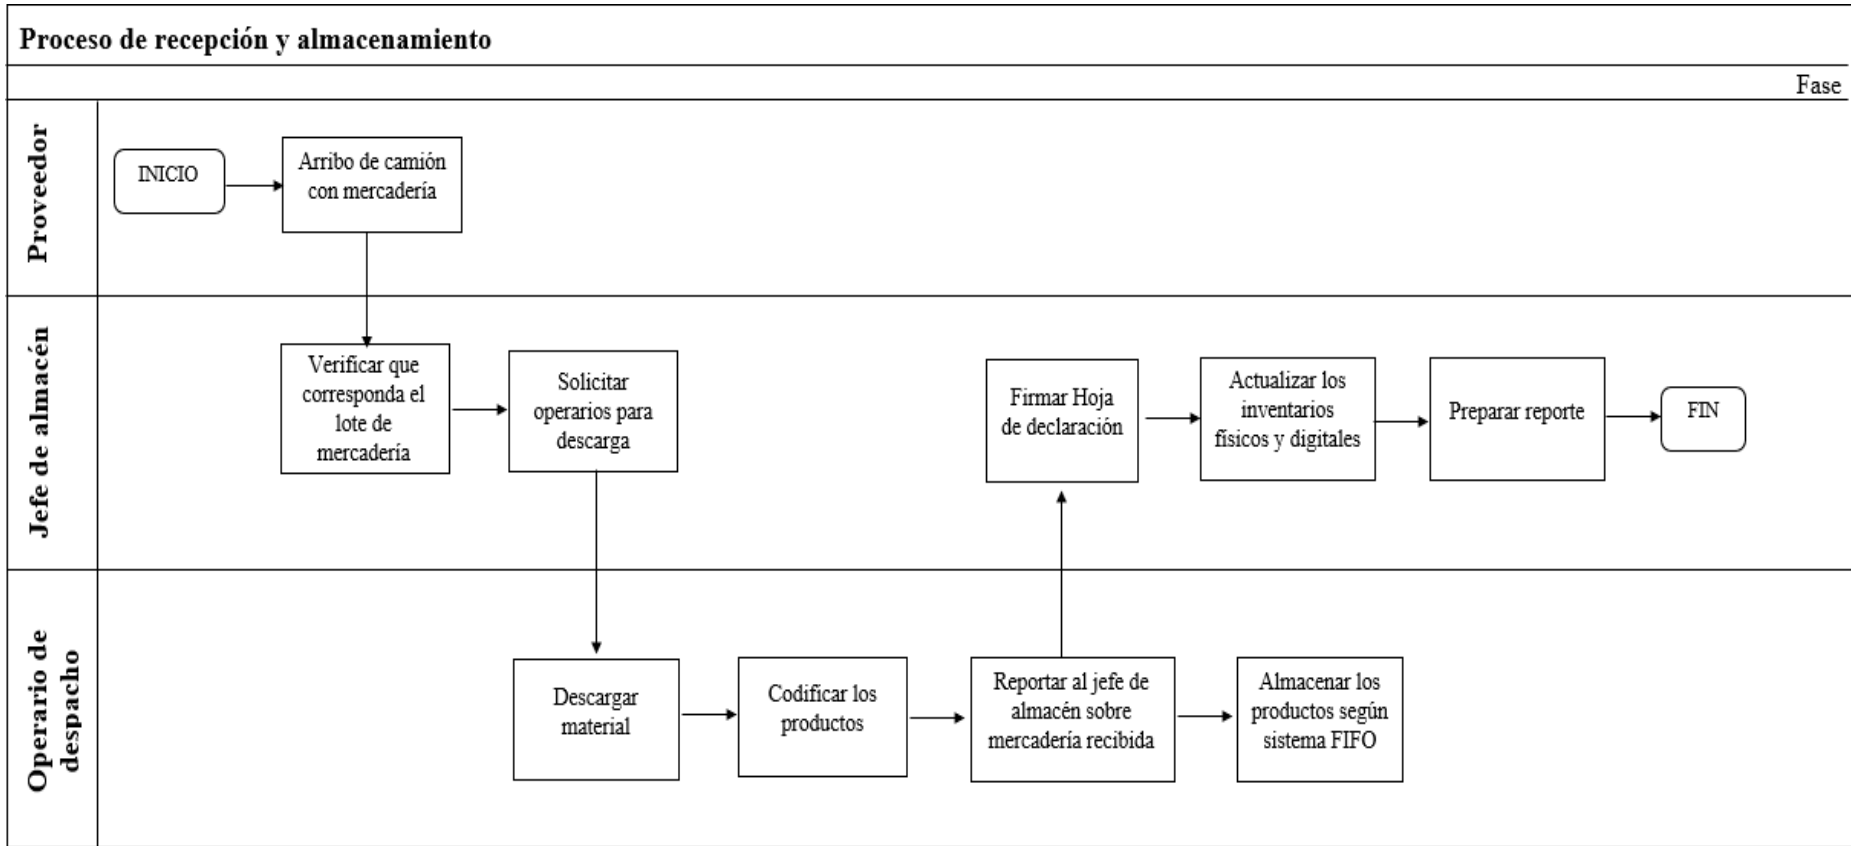 Proceso de recepción y almacenamiento
Fase
Proveedor
INICIO
Arribo de camión
con mercadería
Jefe de almacén
Verificar que
corresponda el
lote de
mercadería
Solicitar
operarios para
descarga
Firmar Hoja
de declaración
Actualizar los
inventarios
físicos y digitales
Preparar reporte
FIN
Operario de
despacho
Descargar
material
Codificar los
productos
Reportar al jefe de
almacén sobre
mercadería recibida
Almacenar los
productos según
sistema FIFO